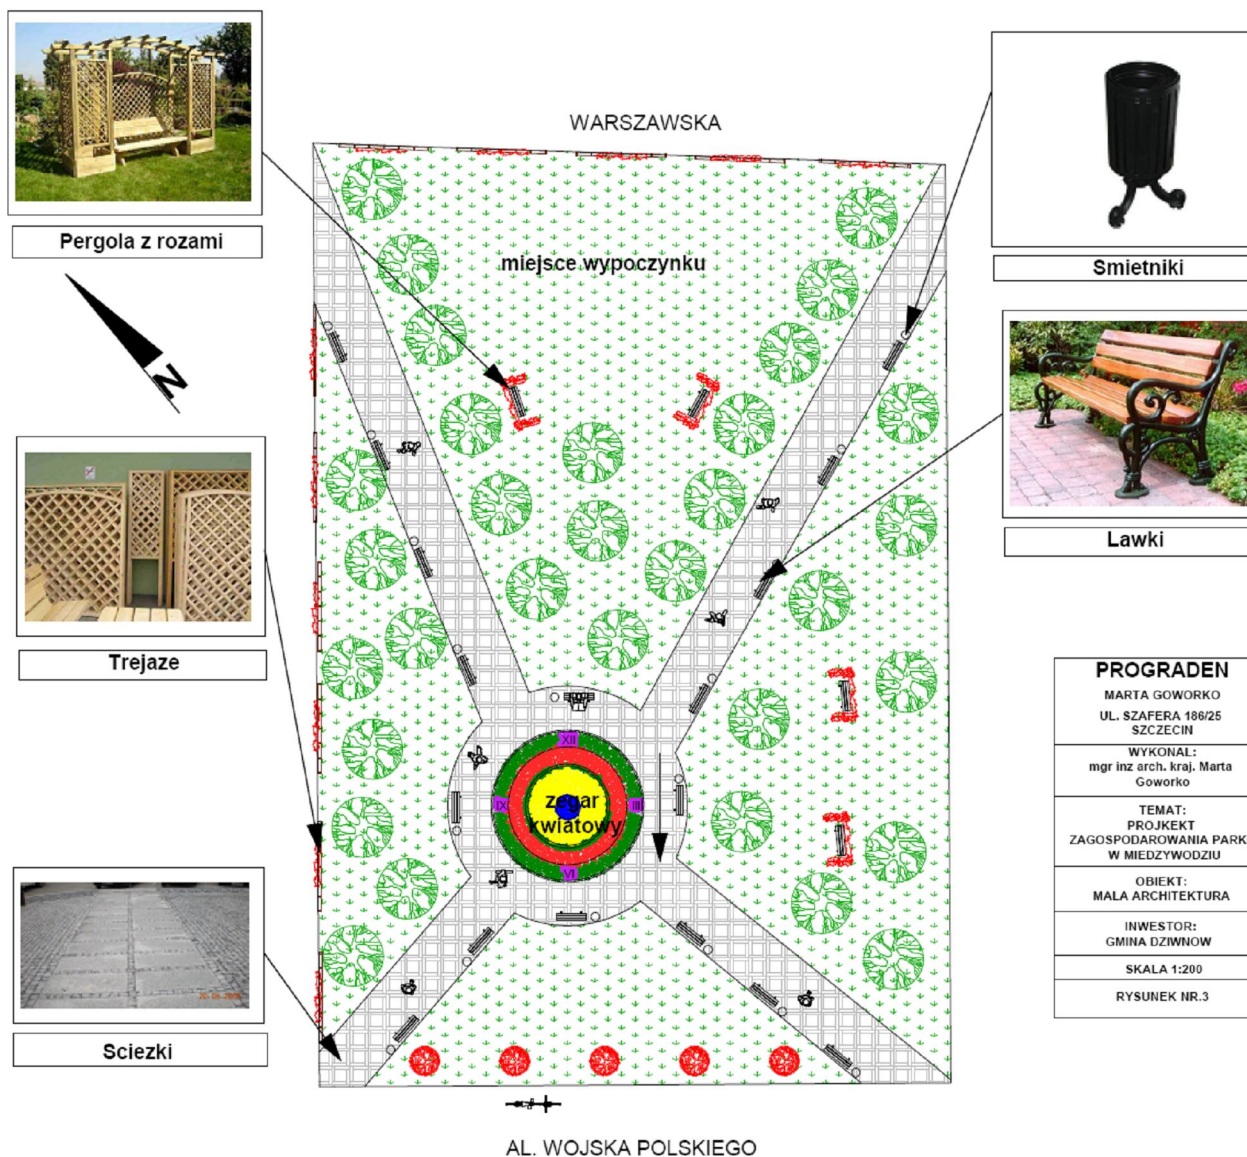 WARSZAWSKA
Pergola z rozami
miejsce wypoczynku
Smietniki
N
Lawki
Trejaze
XII
IX
III
VI
zegar
kwiatowy
Sciezki
PROGRADEN
MARTA GOWORKO
UL. SZAFERA 186/25
SZCZECIN
WYKONAL:
mgr inz arch. kraj. Marta
Goworko
TEMAT:
PROJKEKT
ZAGOSPODAROWANIA PARK
W MIEDZYWODZIU
OBIEKT:
MALA ARCHITEKTURA
INWESTOR:
GMINA DZIWNOW
SKALA 1:200
RYSUNEK NR.3
AL. WOJSKA POLSKIEGO